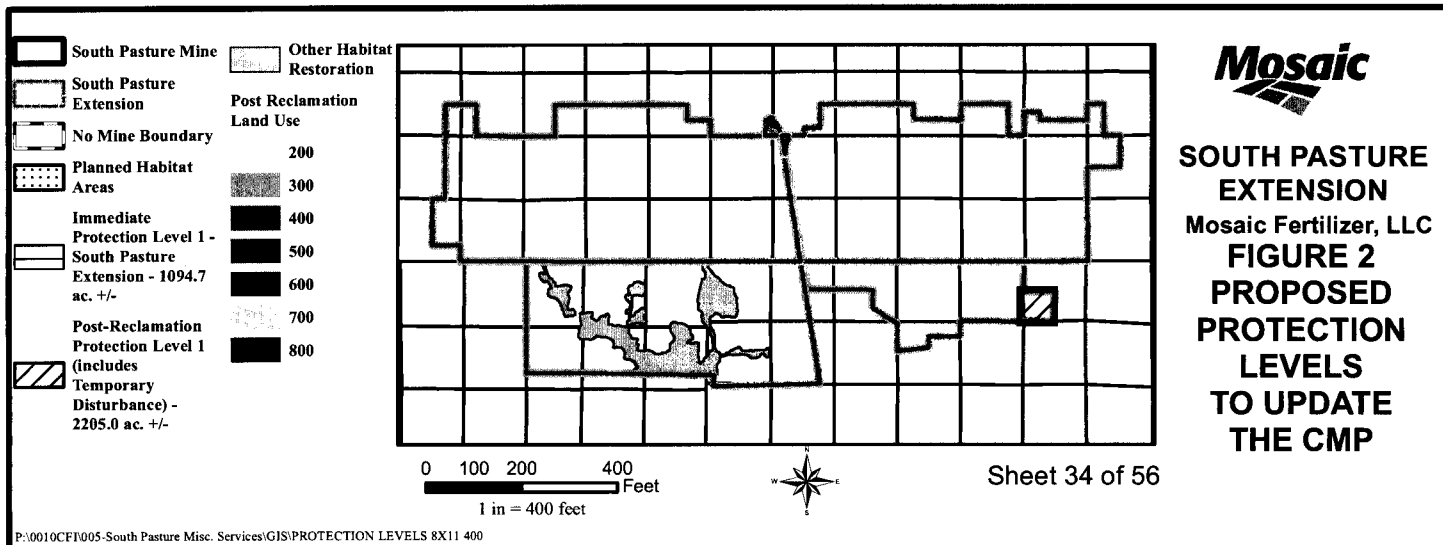 South Pasture Mine
South Pasture
Extension
No Mine Boundary
Planned Habitat
Areas
Immediate
Protection Level 1 -
South Pasture
Extension - 1094.7
ac. +/-
Post-Reclamation
Protection Level 1
(includes
Temporary
Disturbance) -
2205.0 ac. +/-
Other Habitat
Restoration
Post Reclamation
Land Use
200
300
400
500
600
700
800
0 100 200 400
Feet
1 in = 400 feet
N
W E
S
Sheet 34 of 56
Mosaic
SOUTH PASTURE
EXTENSION
Mosaic Fertilizer, LLC
FIGURE 2
PROPOSED
PROTECTION
LEVELS
TO UPDATE
THE CMP
P:\0010CFI\005-South Pasture Misc. Services\GIS\PROTECTION LEVELS 8X11 400